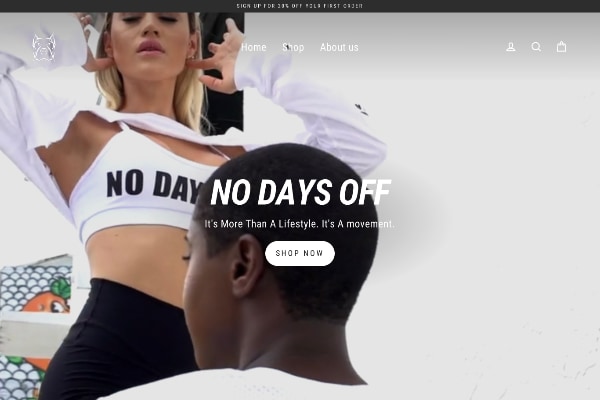 SIGN UP FOR 20% OFF YOUR FIRST ORDER
Home Shop About us
NO DAY
NO DAYS OFF
It's More Than A Lifestyle. It's A movement.
SHOP NOW